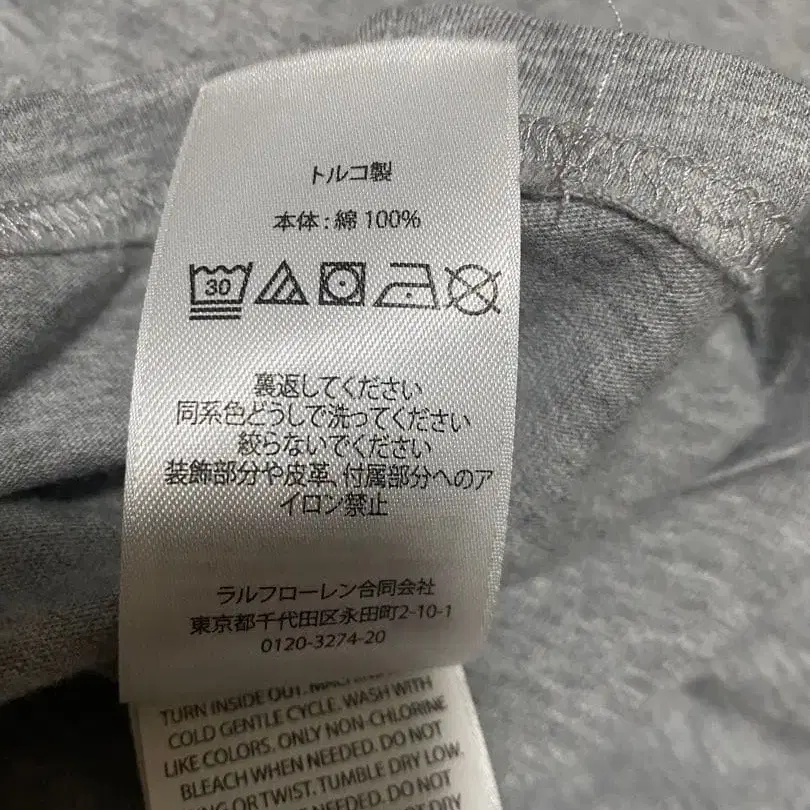 トルコ製
本体:綿 100%
30
裏返してください
同系色どうしで洗ってください
絞らないでください
装飾部分や皮革、付属部分へのア
イロン禁止
ラルフローレン合同会社
東京都千代田区永田町2-10-1
0120-3274-20
TURN INSIDE OUT. MACHINE
COLD GENTLE CYCLE. WASH WITH
LIKE COLORS. ONLY NON-CHLORINE
BLEACH WHEN NEEDED. DO NOT
OR TWIST. TUMBLE DRY LOW.
IF NEEDED. DO NOT